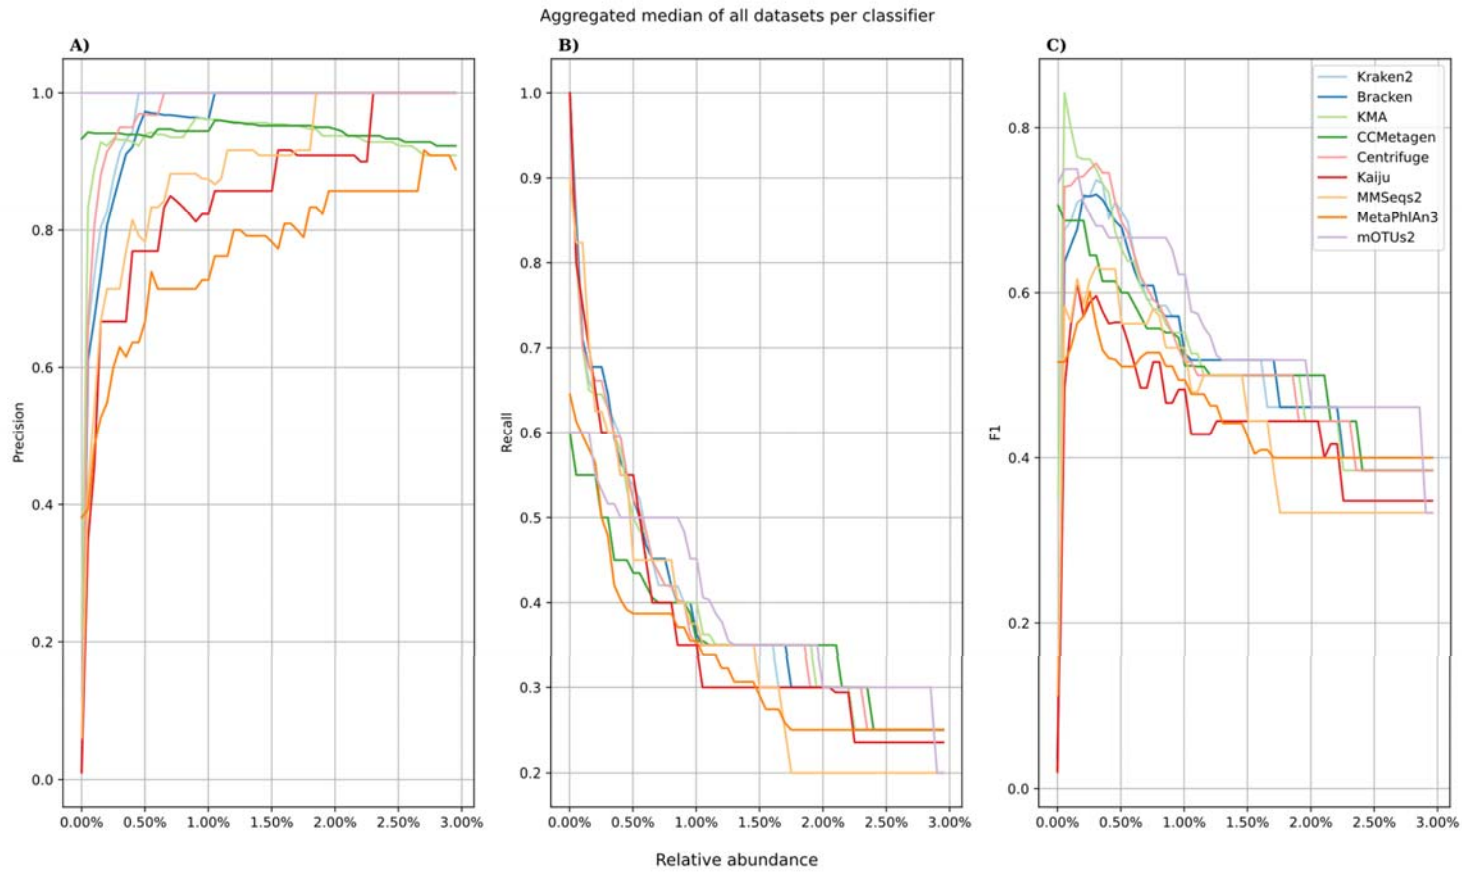 Aggregated median of all datasets per classifier
A)
B)
C)
Precision
1.0
0.8
0.6
0.4
0.2
0.0
0.00% 0.50% 1.00% 1.50% 2.00% 2.50% 3.00%
Recall
1.0
0.9
0.8
0.7
0.6
0.5
0.4
0.3
0.2
0.00% 0.50% 1.00% 1.50% 2.00% 2.50% 3.00%
F1
0.8
0.6
0.4
0.2
0.0
0.00% 0.50% 1.00% 1.50% 2.00% 2.50% 3.00%
Kraken2
Bracken
KMA
CCMetagen
Centrifuge
Kaiju
MMSeqs2
MetaPhlAn3
mOTUs2
Relative abundance